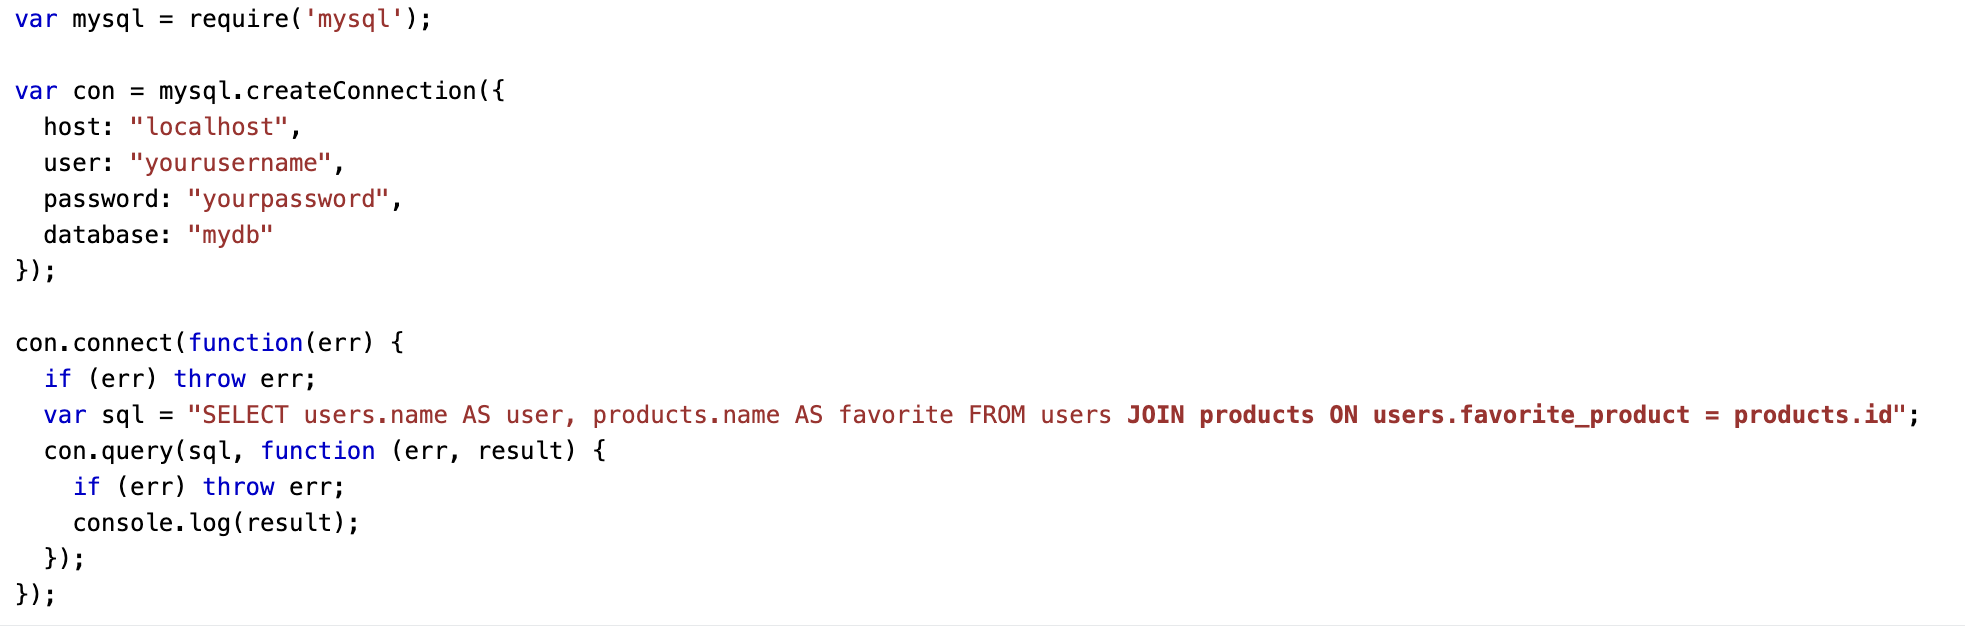 var mysql = require('mysql');

var con = mysql.createConnection({
  host: "localhost",
  user: "yourusername",
  password: "yourpassword",
  database: "mydb"
});

con.connect(function(err) {
  if (err) throw err;
  var sql = "SELECT users.name AS user, products.name AS favorite FROM users JOIN products ON users.favorite_product = products.id";
  con.query(sql, function (err, result) {
    if (err) throw err;
    console.log(result);
  });
});